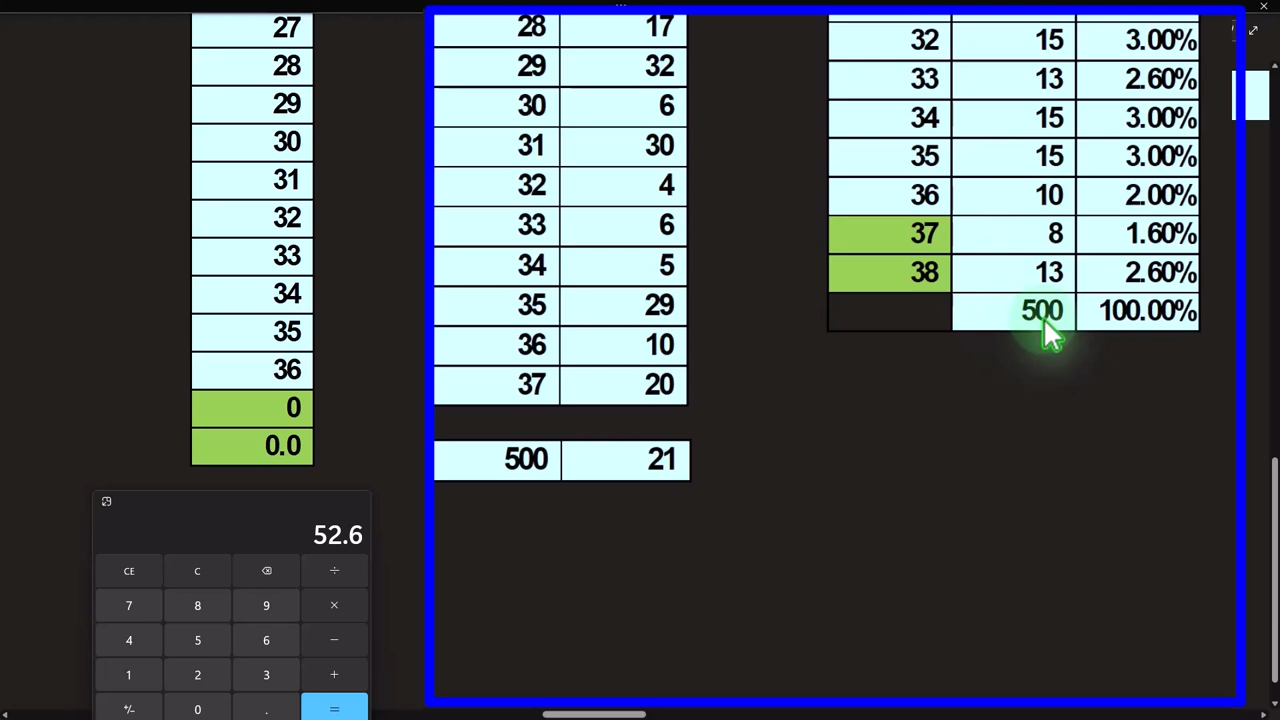 27
28
29
30
31
32
33
34
35
36
0
0.0
28 17
29 32
30 6
31 30
32 4
33 6
34 5
35 29
36 10
37 20
500 21
32 15 3.00%
33 13 2.60%
34 15 3.00%
35 15 3.00%
36 10 2.00%
37 8 1.60%
38 13 2.60%
500 100.00%
52.6
CE C ⌫ ÷
7 8 9 ×
4 5 6 −
1 2 3 +
+/− 0 . =